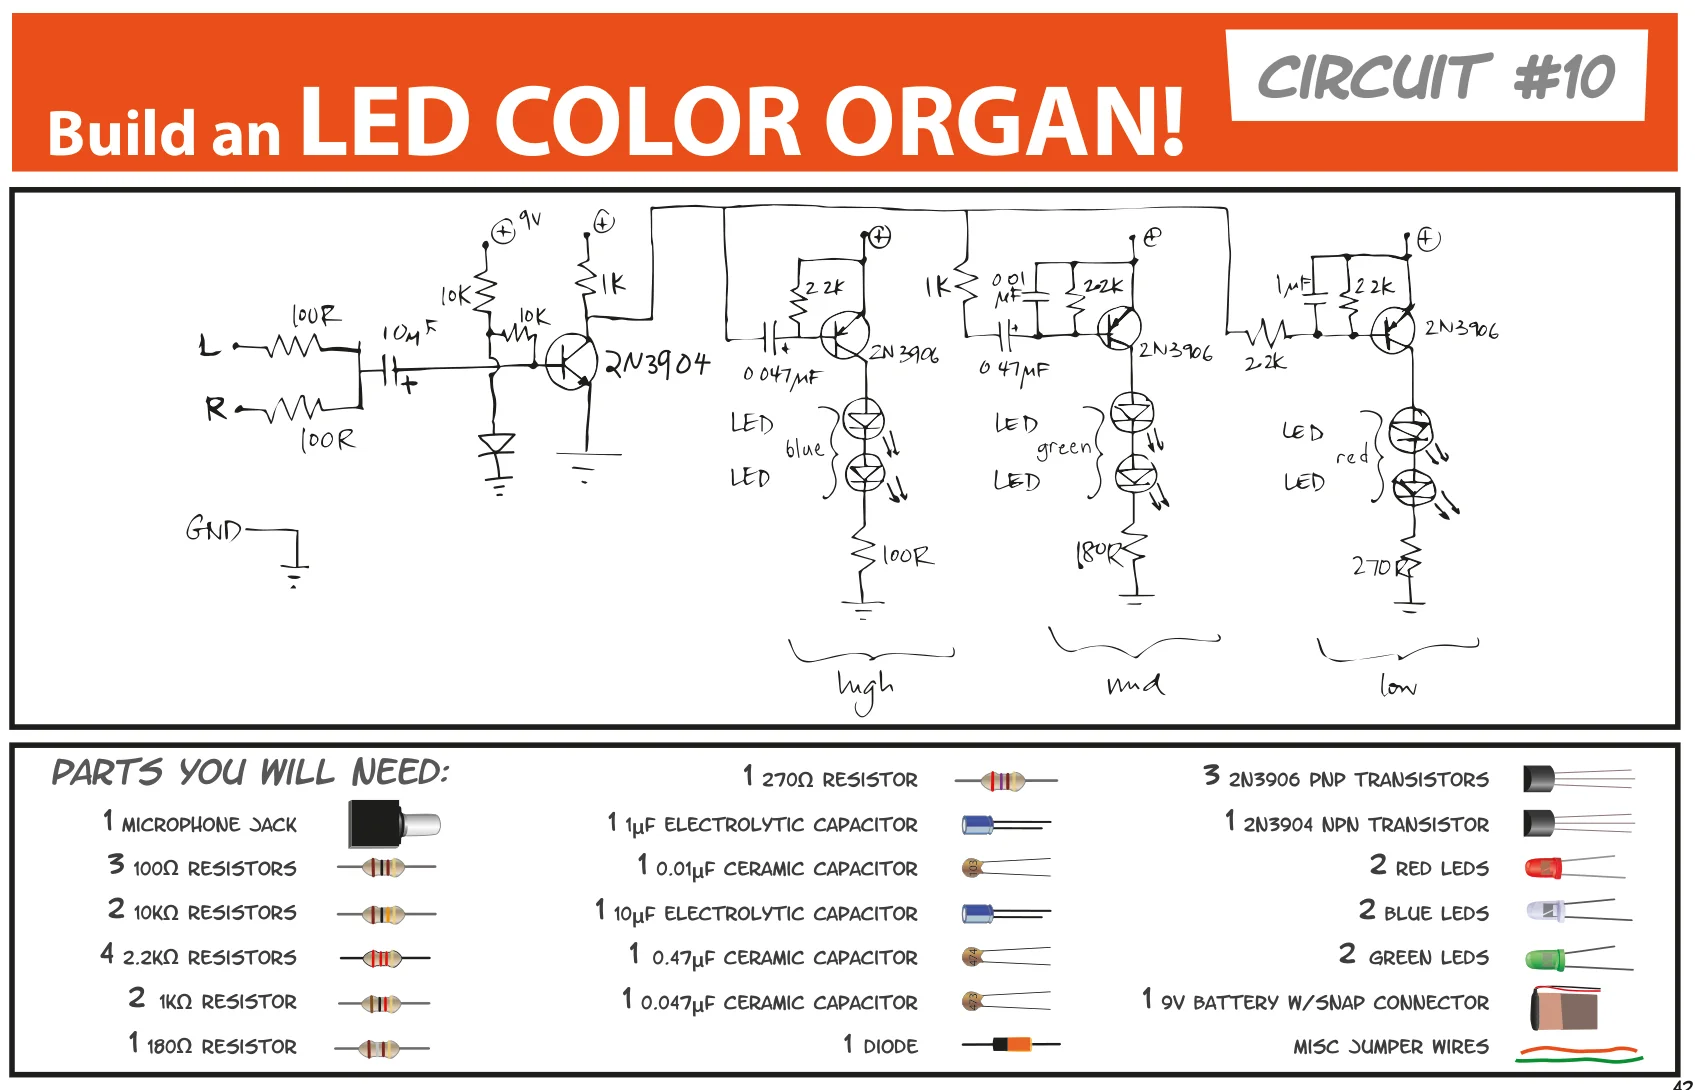 Build an LED COLOR ORGAN!
CIRCUIT #10
9V
10K
1K
10K
100R
L
10μF
+
2N3904
R
100R
GND
2.2K
2N3906
0.047μF
+
LED
LED
blue
100R
high
1K
0.01
μF
2.2K
+
2N3906
0.47μF
LED
LED
green
180R
mid
1μF
2.2K
2N3906
2.2K
LED
LED
red
270R
low
PARTS YOU WILL NEED:
1 MICROPHONE JACK
3 100Ω RESISTORS
2 10KΩ RESISTORS
4 2.2KΩ RESISTORS
2 1KΩ RESISTOR
1 180Ω RESISTOR
1 270Ω RESISTOR
1 1μF ELECTROLYTIC CAPACITOR
1 0.01μF CERAMIC CAPACITOR
103
1 10μF ELECTROLYTIC CAPACITOR
1 0.47μF CERAMIC CAPACITOR
474
1 0.047μF CERAMIC CAPACITOR
473
1 DIODE
3 2N3906 PNP TRANSISTORS
1 2N3904 NPN TRANSISTOR
2 RED LEDS
2 BLUE LEDS
2 GREEN LEDS
1 9V BATTERY W/SNAP CONNECTOR
MISC JUMPER WIRES
42